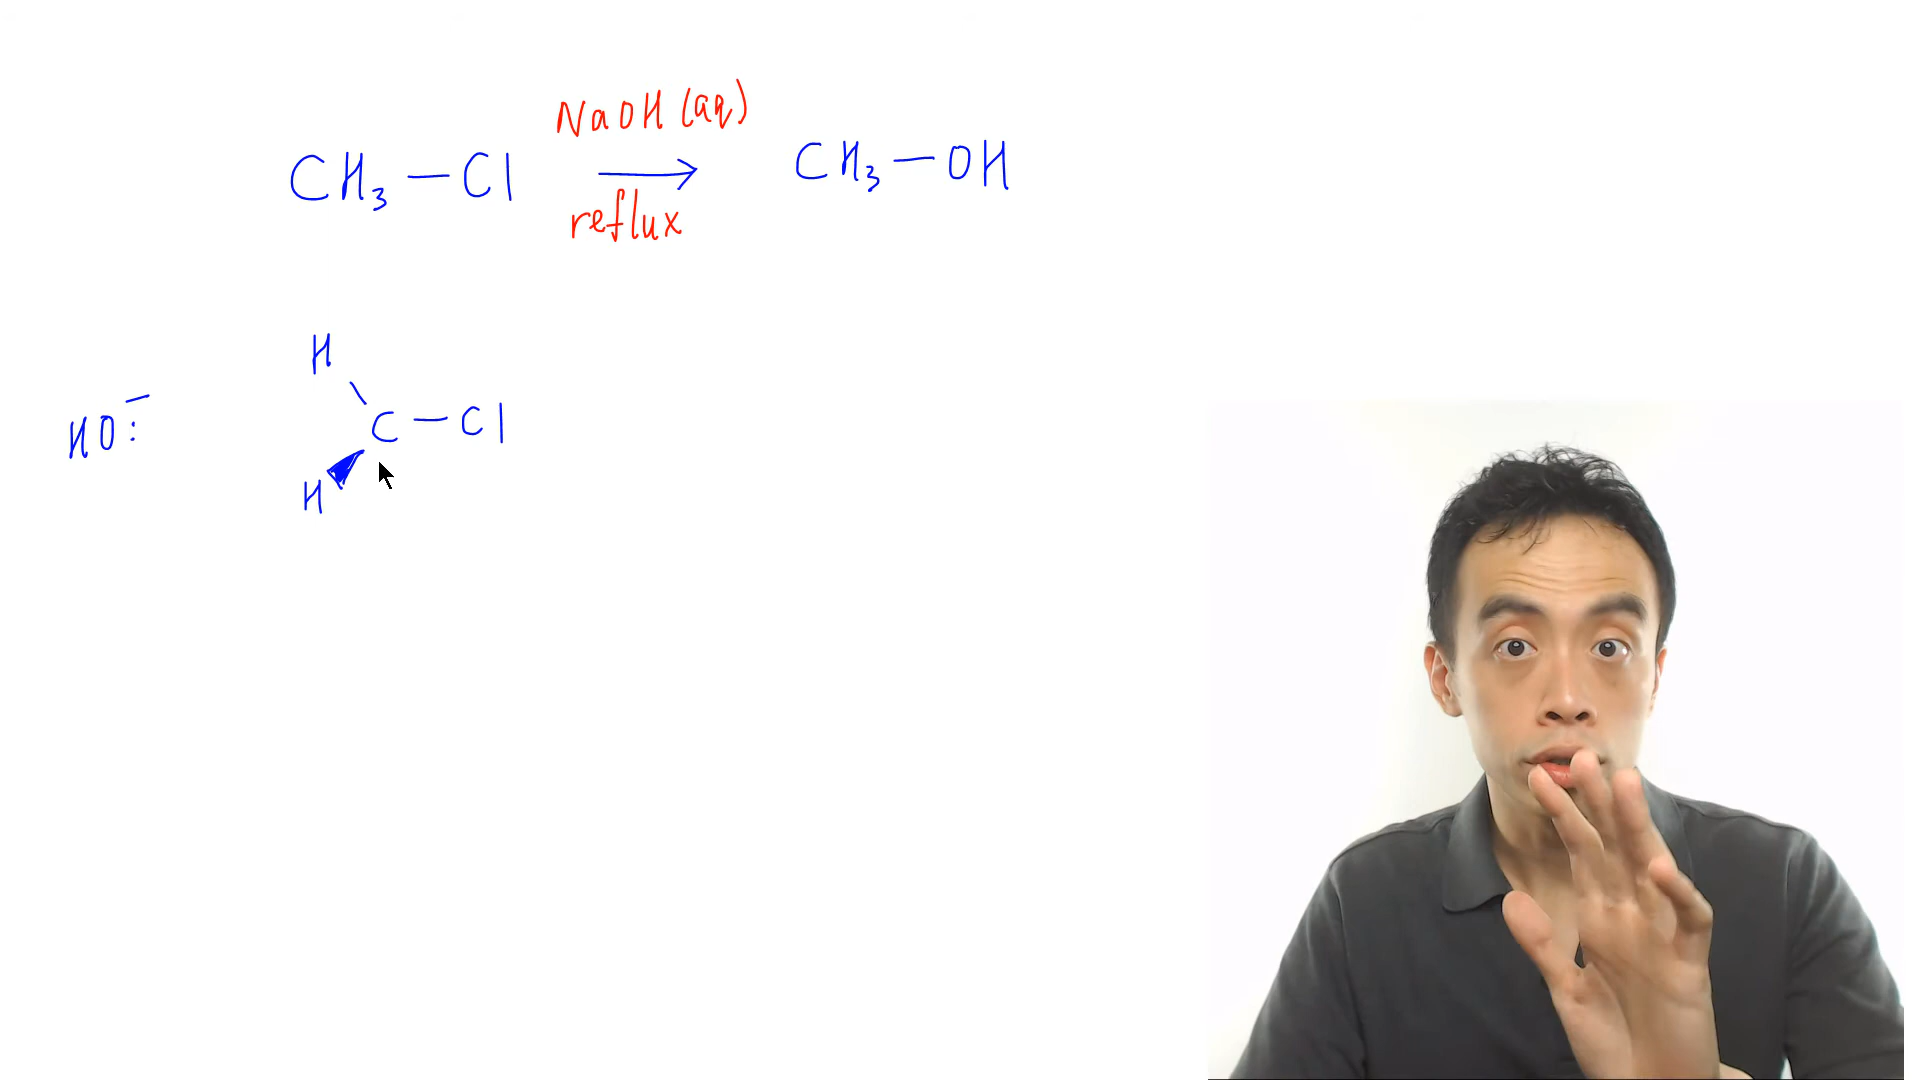 NaOH (aq)
CH₃ — Cl → CH₃ — OH
reflux
H
HO:⁻ C — Cl
H